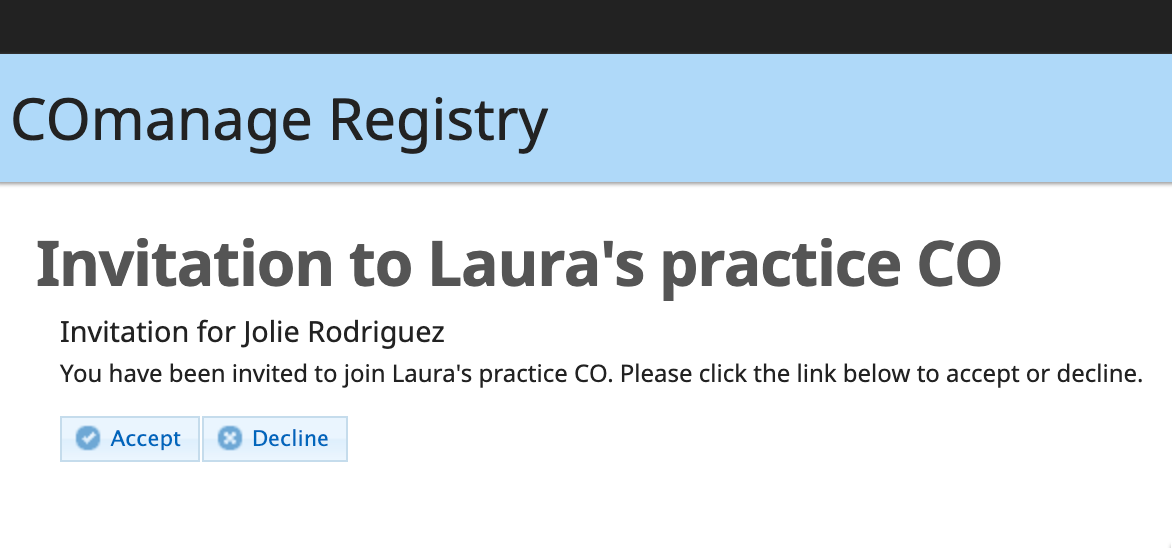 COmanage Registry
Invitation to Laura's practice CO
Invitation for Jolie Rodriguez
You have been invited to join Laura's practice CO. Please click the link below to accept or decline.
Accept Decline